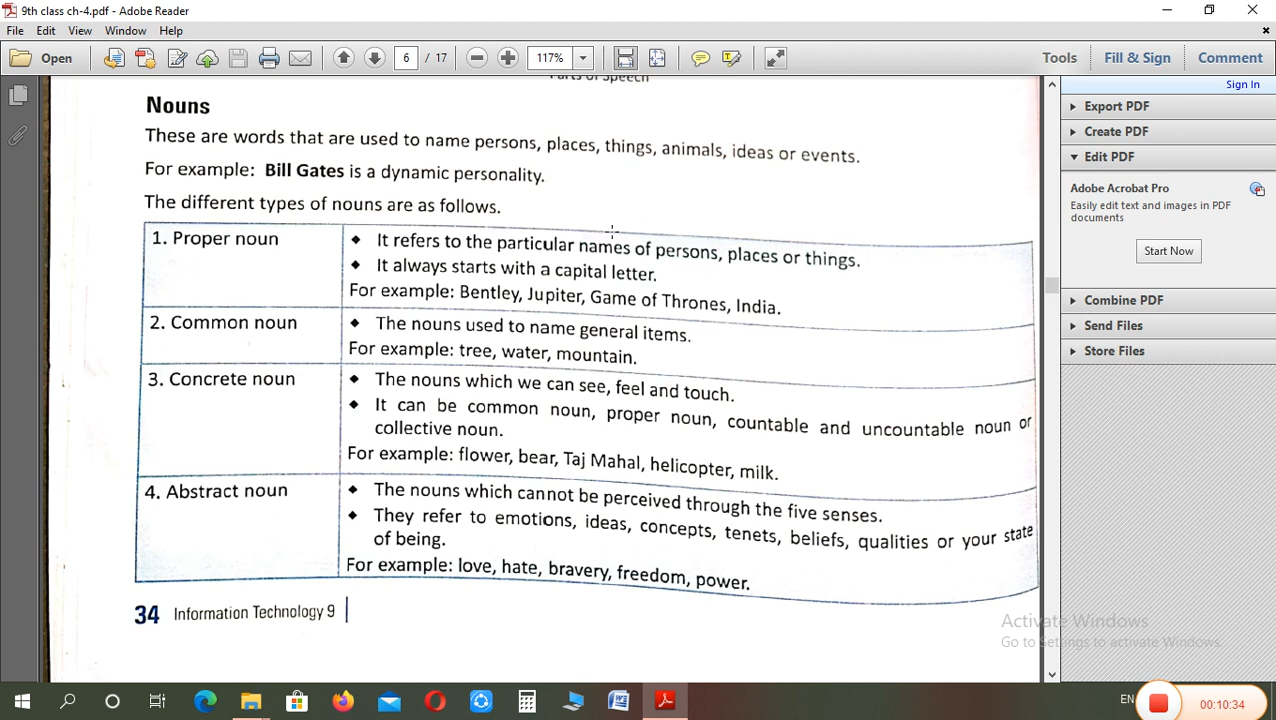 9th class ch-4.pdf - Adobe Reader
File Edit View Window Help
Open 6 / 17 117% Tools Fill & Sign Comment
Parts of Speech
Sign In
Nouns
Export PDF
These are words that are used to name persons, places, things, animals, ideas or events.
Create PDF
For example: Bill Gates is a dynamic personality.
Edit PDF
The different types of nouns are as follows.
Adobe Acrobat Pro
Easily edit text and images in PDF
documents
Start Now
Combine PDF
Send Files
Store Files
1. Proper noun
◆ It refers to the particular names of persons, places or things.
◆ It always starts with a capital letter.
For example: Bentley, Jupiter, Game of Thrones, India.
2. Common noun
◆ The nouns used to name general items.
For example: tree, water, mountain.
3. Concrete noun
◆ The nouns which we can see, feel and touch.
◆ It can be common noun, proper noun, countable and uncountable noun or
collective noun.
For example: flower, bear, Taj Mahal, helicopter, milk.
4. Abstract noun
◆ The nouns which cannot be perceived through the five senses.
◆ They refer to emotions, ideas, concepts, tenets, beliefs, qualities or your state
of being.
For example: love, hate, bravery, freedom, power.
34 Information Technology 9
Activate Windows
Go to Settings to activate Windows.
EN
00:10:34